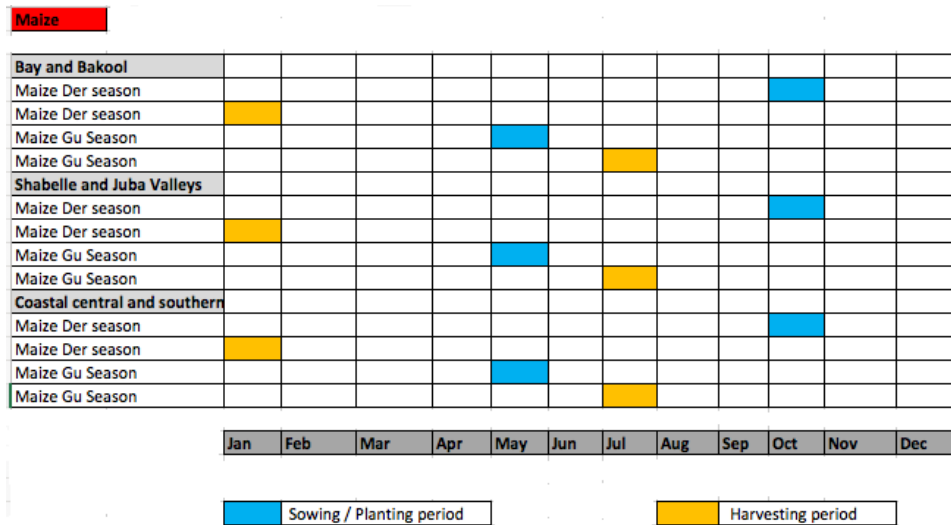 Maize
Bay and Bakool
Maize Der season
Maize Der season
Maize Gu Season
Maize Gu Season
Shabelle and Juba Valleys
Maize Der season
Maize Der season
Maize Gu Season
Maize Gu Season
Coastal central and southern
Maize Der season
Maize Der season
Maize Gu Season
Maize Gu Season
Jan Feb Mar Apr May Jun Jul Aug Sep Oct Nov Dec
Sowing / Planting period Harvesting period